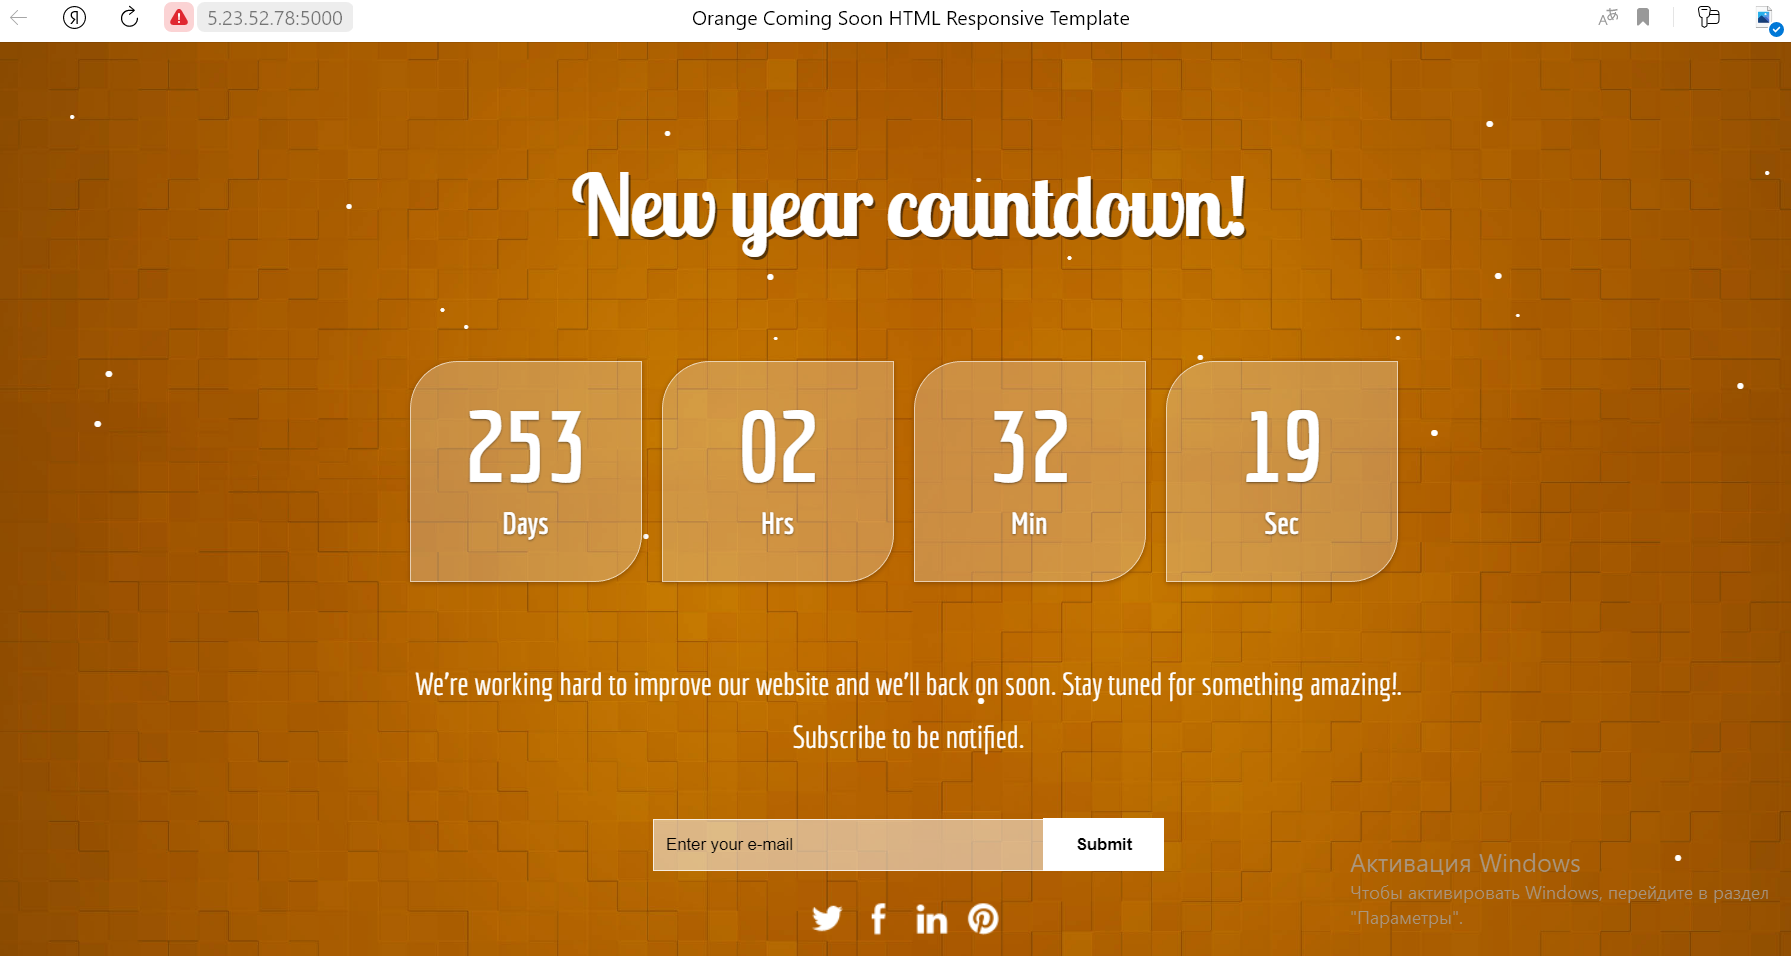 5.23.52.78:5000
Orange Coming Soon HTML Responsive Template
New year countdown!
253 02 32 19
Days Hrs Min Sec
We're working hard to improve our website and we'll back on soon. Stay tuned for something amazing!.
Subscribe to be notified.
Enter your e-mail Submit
Активация Windows
Чтобы активировать Windows, перейдите в раздел
"Параметры".